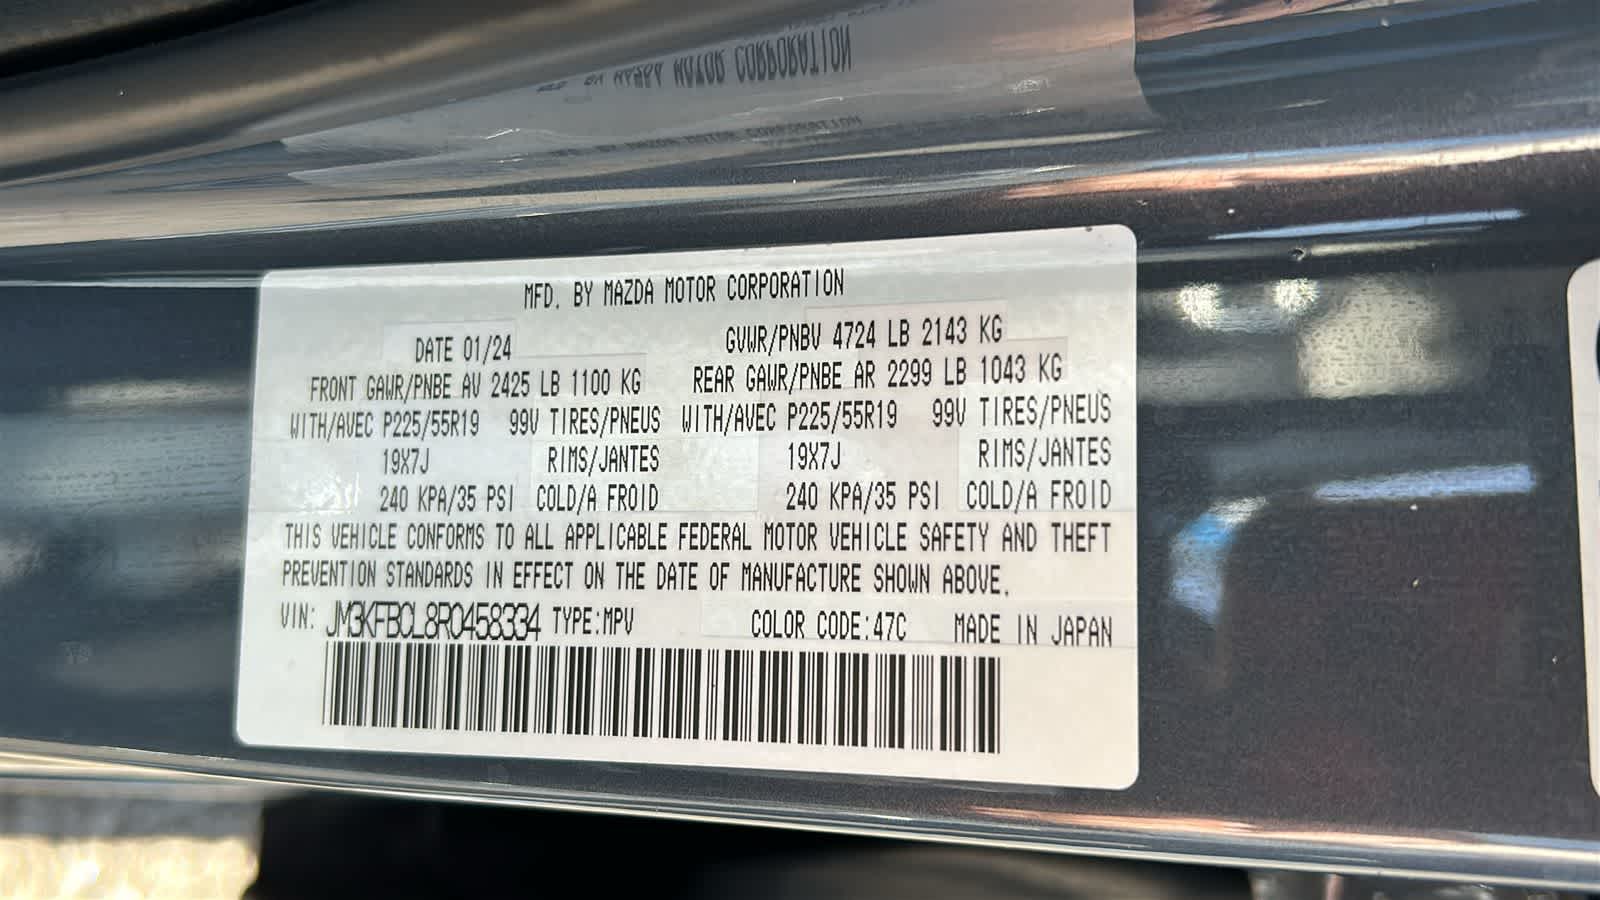 MFD. BY MAZDA MOTOR CORPORATION
DATE 01/24 GVWR/PNBV 4724 LB 2143 KG
FRONT GAWR/PNBE AV 2425 LB 1100 KG REAR GAWR/PNBE AR 2299 LB 1043 KG
WITH/AVEC P225/55R19 99V TIRES/PNEUS WITH/AVEC P225/55R19 99V TIRES/PNEUS
19X7J RIMS/JANTES 19X7J RIMS/JANTES
240 KPA/35 PSI COLD/A FROID 240 KPA/35 PSI COLD/A FROID
THIS VEHICLE CONFORMS TO ALL APPLICABLE FEDERAL MOTOR VEHICLE SAFETY AND THEFT
PREVENTION STANDARDS IN EFFECT ON THE DATE OF MANUFACTURE SHOWN ABOVE.
VIN: JM3KFBCL8R0458334 TYPE:MPV COLOR CODE:47C MADE IN JAPAN